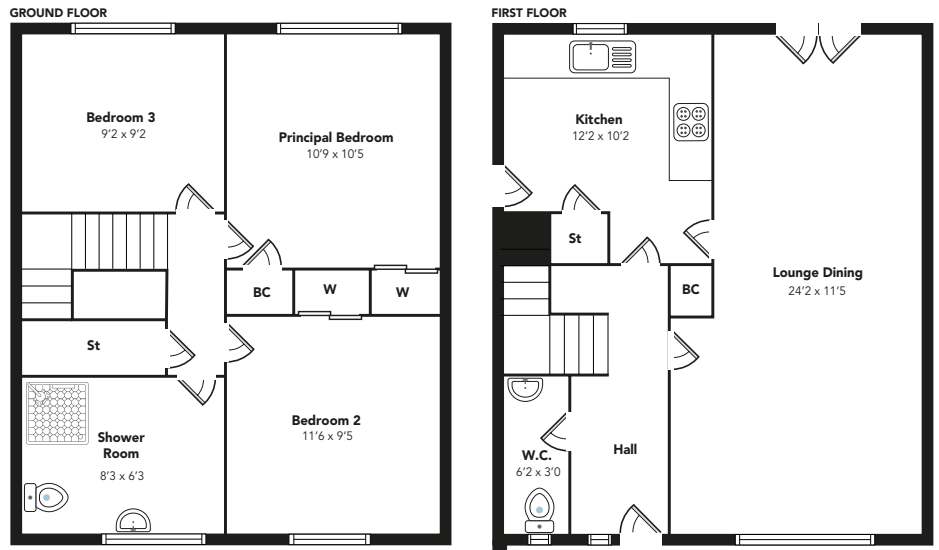 GROUND FLOOR
Bedroom 3
9'2 x 9'2
Principal Bedroom
10'9 x 10'5
BC
W
W
St
Shower
Room
8'3 x 6'3
Bedroom 2
11'6 x 9'5
FIRST FLOOR
Kitchen
12'2 x 10'2
St
BC
Lounge Dining
24'2 x 11'5
W.C.
6'2 x 3'0
Hall